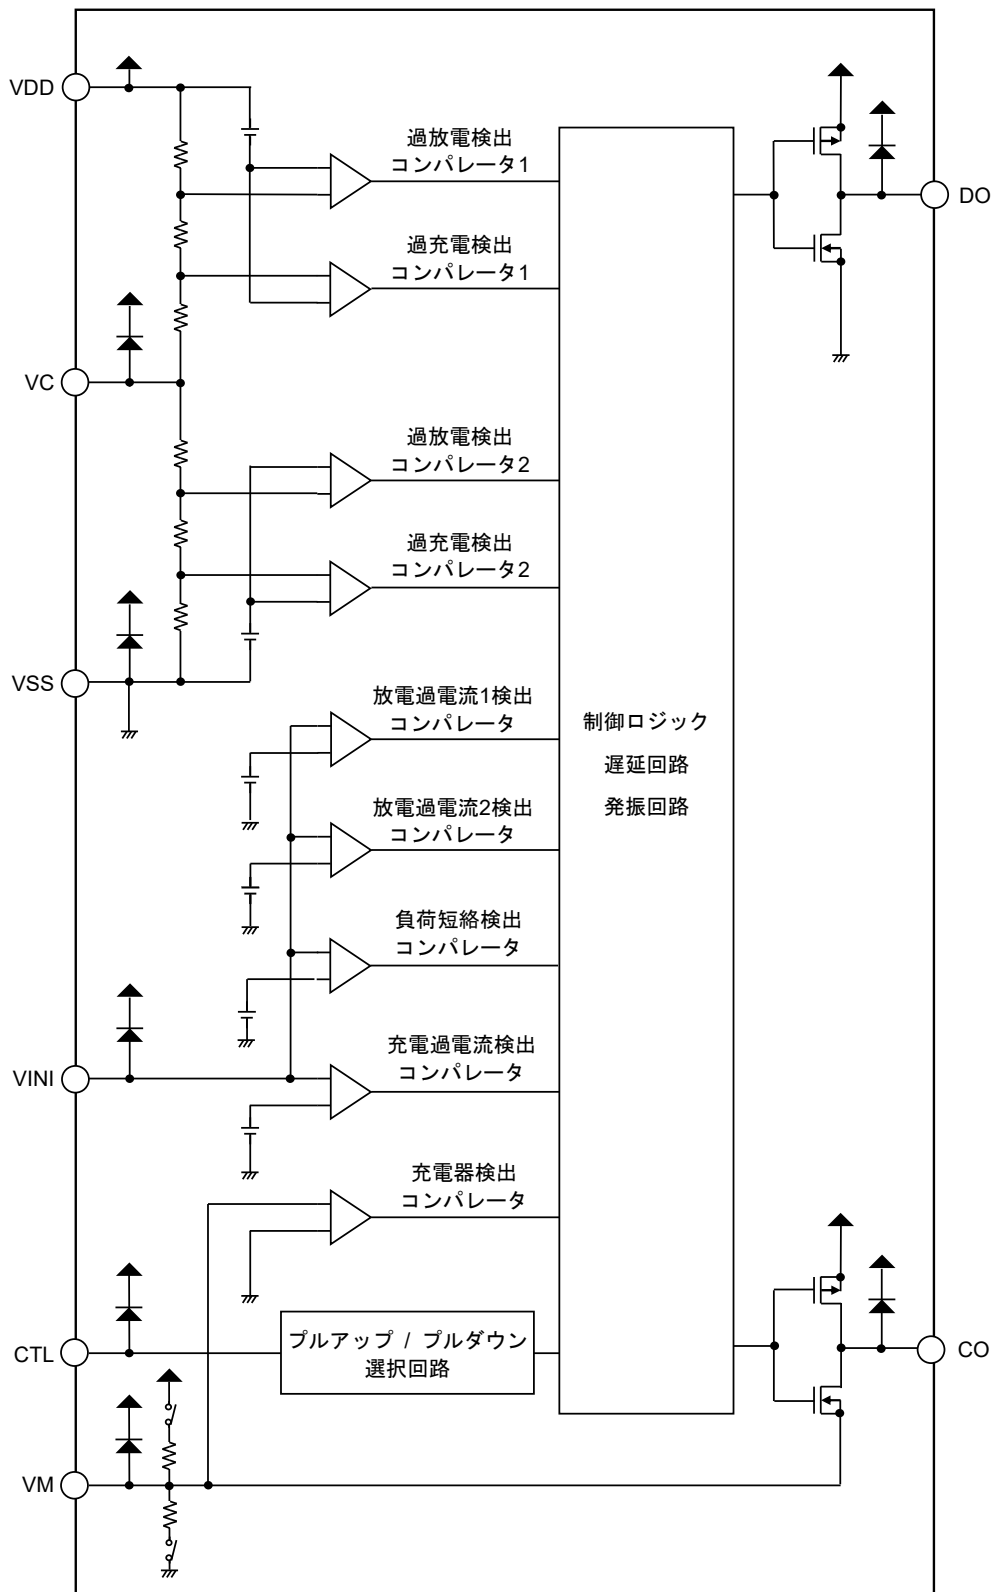 VDD
過放電検出
コンパレータ1
DO
過充電検出
コンパレータ1
VC
過放電検出
コンパレータ2
過充電検出
コンパレータ2
VSS
放電過電流1検出
コンパレータ
制御ロジック
遅延回路
発振回路
放電過電流2検出
コンパレータ
負荷短絡検出
コンパレータ
充電過電流検出
コンパレータ
VINI
充電器検出
コンパレータ
CTL
プルアップ / プルダウン
選択回路
CO
VM